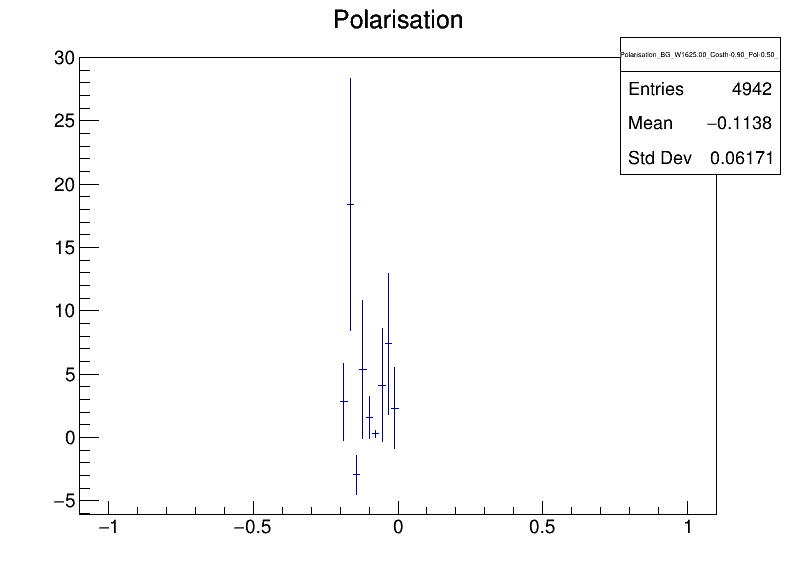 Polarisation
Polarisation_BG_W1625.00_Costh-0.90_Pol-0.50_
Entries 4942
Mean −0.1138
Std Dev 0.06171
30
25
20
15
10
5
0
−5
−1 −0.5 0 0.5 1